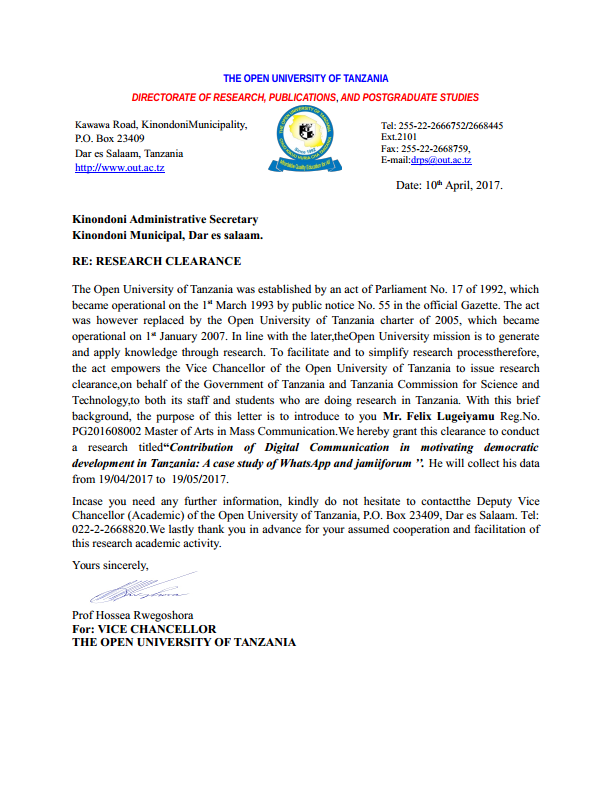 THE OPEN UNIVERSITY OF TANZANIA
DIRECTORATE OF RESEARCH, PUBLICATIONS, AND POSTGRADUATE STUDIES
Kawawa Road, KinondoniMunicipality,
P.O. Box 23409
Dar es Salaam, Tanzania
http://www.out.ac.tz
Tel: 255-22-2666752/2668445
Ext.2101
Fax: 255-22-2668759,
E-mail:drps@out.ac.tz
Date: 10th April, 2017.
Kinondoni Administrative Secretary
Kinondoni Municipal, Dar es salaam.
RE: RESEARCH CLEARANCE
The Open University of Tanzania was established by an act of Parliament No. 17 of 1992, which
became operational on the 1st March 1993 by public notice No. 55 in the official Gazette. The act
was however replaced by the Open University of Tanzania charter of 2005, which became
operational on 1st January 2007. In line with the later,theOpen University mission is to generate
and apply knowledge through research. To facilitate and to simplify research processtherefore,
the act empowers the Vice Chancellor of the Open University of Tanzania to issue research
clearance,on behalf of the Government of Tanzania and Tanzania Commission for Science and
Technology,to both its staff and students who are doing research in Tanzania. With this brief
background, the purpose of this letter is to introduce to you Mr. Felix Lugeiyamu Reg.No.
PG201608002 Master of Arts in Mass Communication.We hereby grant this clearance to conduct
a research titled“Contribution of Digital Communication in motivating democratic
development in Tanzania: A case study of WhatsApp and jamiiforum ”. He will collect his data
from 19/04/2017 to 19/05/2017.
Incase you need any further information, kindly do not hesitate to contactthe Deputy Vice
Chancellor (Academic) of the Open University of Tanzania, P.O. Box 23409, Dar es Salaam. Tel:
022-2-2668820.We lastly thank you in advance for your assumed cooperation and facilitation of
this research academic activity.
Yours sincerely,
Prof Hossea Rwegoshora
For: VICE CHANCELLOR
THE OPEN UNIVERSITY OF TANZANIA